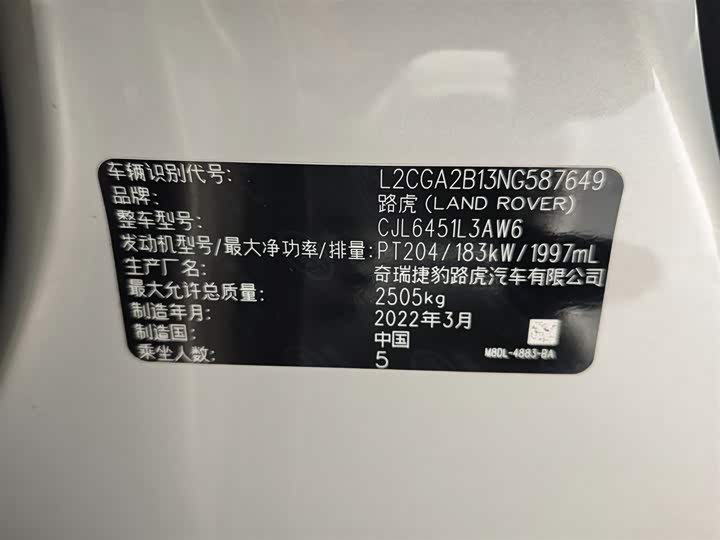 车辆识别代号: L2CGA2B13NG587649
品牌: 路虎(LAND ROVER)
整车型号: CJL6451L3AW6
发动机型号/最大净功率/排量: PT204/183kW/1997mL
生产厂名: 奇瑞捷豹路虎汽车有限公司
最大允许总质量: 2505kg
制造年月: 2022年3月
制造国: 中国
乘坐人数: 5
M8DL-4883-BA